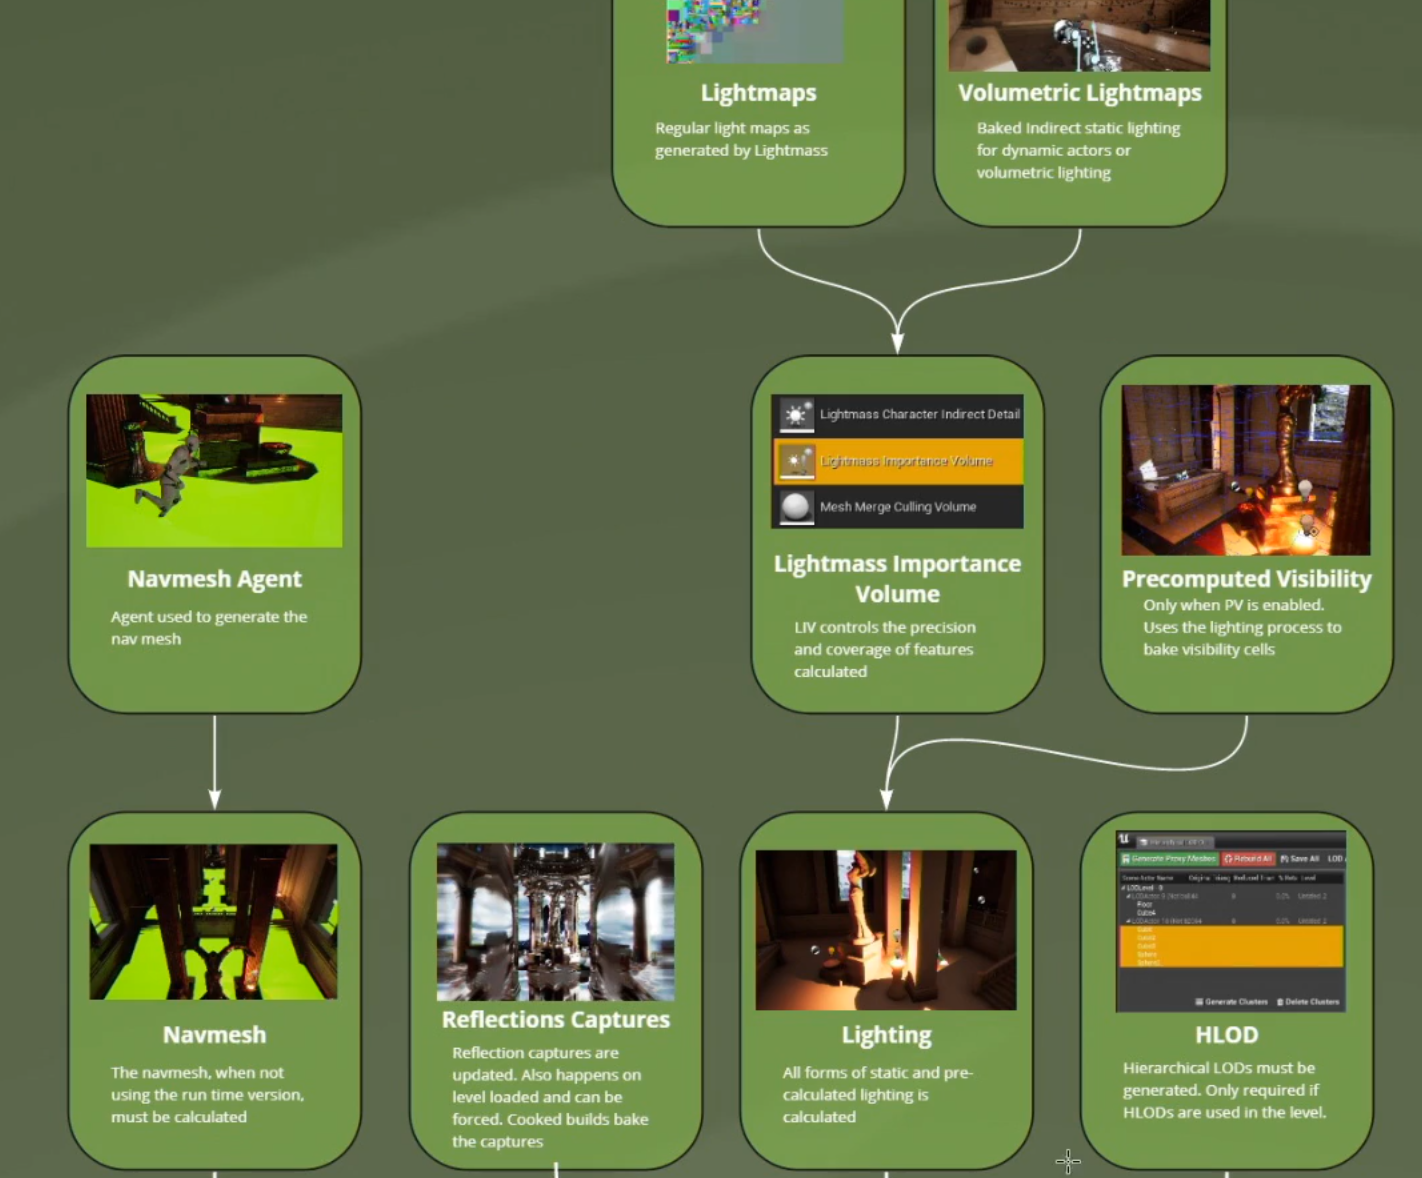 Lightmaps
Regular light maps as
generated by Lightmass
Volumetric Lightmaps
Baked Indirect static lighting
for dynamic actors or
volumetric lighting
Navmesh Agent
Agent used to generate the
nav mesh
Lightmass Character Indirect Detail
Lightmass Importance Volume
Mesh Merge Culling Volume
Lightmass Importance
Volume
LIV controls the precision
and coverage of features
calculated
Precomputed Visibility
Only when PV is enabled.
Uses the lighting process to
bake visibility cells
Navmesh
The navmesh, when not
using the run time version,
must be calculated
Reflections Captures
Reflection captures are
updated. Also happens on
level loaded and can be
forced. Cooked builds bake
the captures
Lighting
All forms of static and pre-
calculated lighting is
calculated
Generate Proxy Meshes Rebuild All Save All LOD
Scene Actor Name
Floor
Cube4
Generate Clusters Delete Clusters
HLOD
Hierarchical LODs must be
generated. Only required if
HLODs are used in the level.